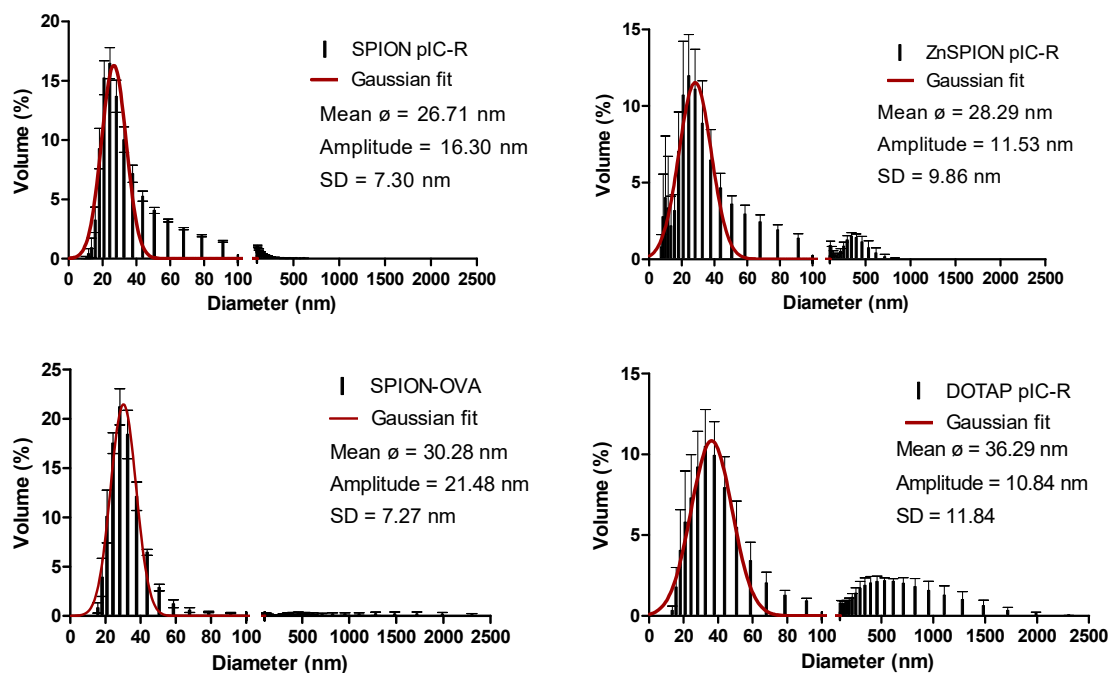 20
15
10
5
0
Volume (%)
SPION pIC-R
Gaussian fit
Mean ø = 26.71 nm
Amplitude = 16.30 nm
SD = 7.30 nm
0 20 40 60 80 100 500 1000 1500 2000 2500
Diameter (nm)
15
10
5
0
Volume (%)
ZnSPION pIC-R
Gaussian fit
Mean ø = 28.29 nm
Amplitude = 11.53 nm
SD = 9.86 nm
0 20 40 60 80 100 500 1000 1500 2000 2500
Diameter (nm)
25
20
15
10
5
0
Volume (%)
SPION-OVA
Gaussian fit
Mean ø = 30.28 nm
Amplitude = 21.48 nm
SD = 7.27 nm
0 20 40 60 80 100 500 1000 1500 2000 2500
Diameter (nm)
15
10
5
0
Volume (%)
DOTAP pIC-R
Gaussian fit
Mean ø = 36.29 nm
Amplitude = 10.84 nm
SD = 11.84
0 20 40 60 80 100 500 1000 1500 2000 2500
Diameter (nm)